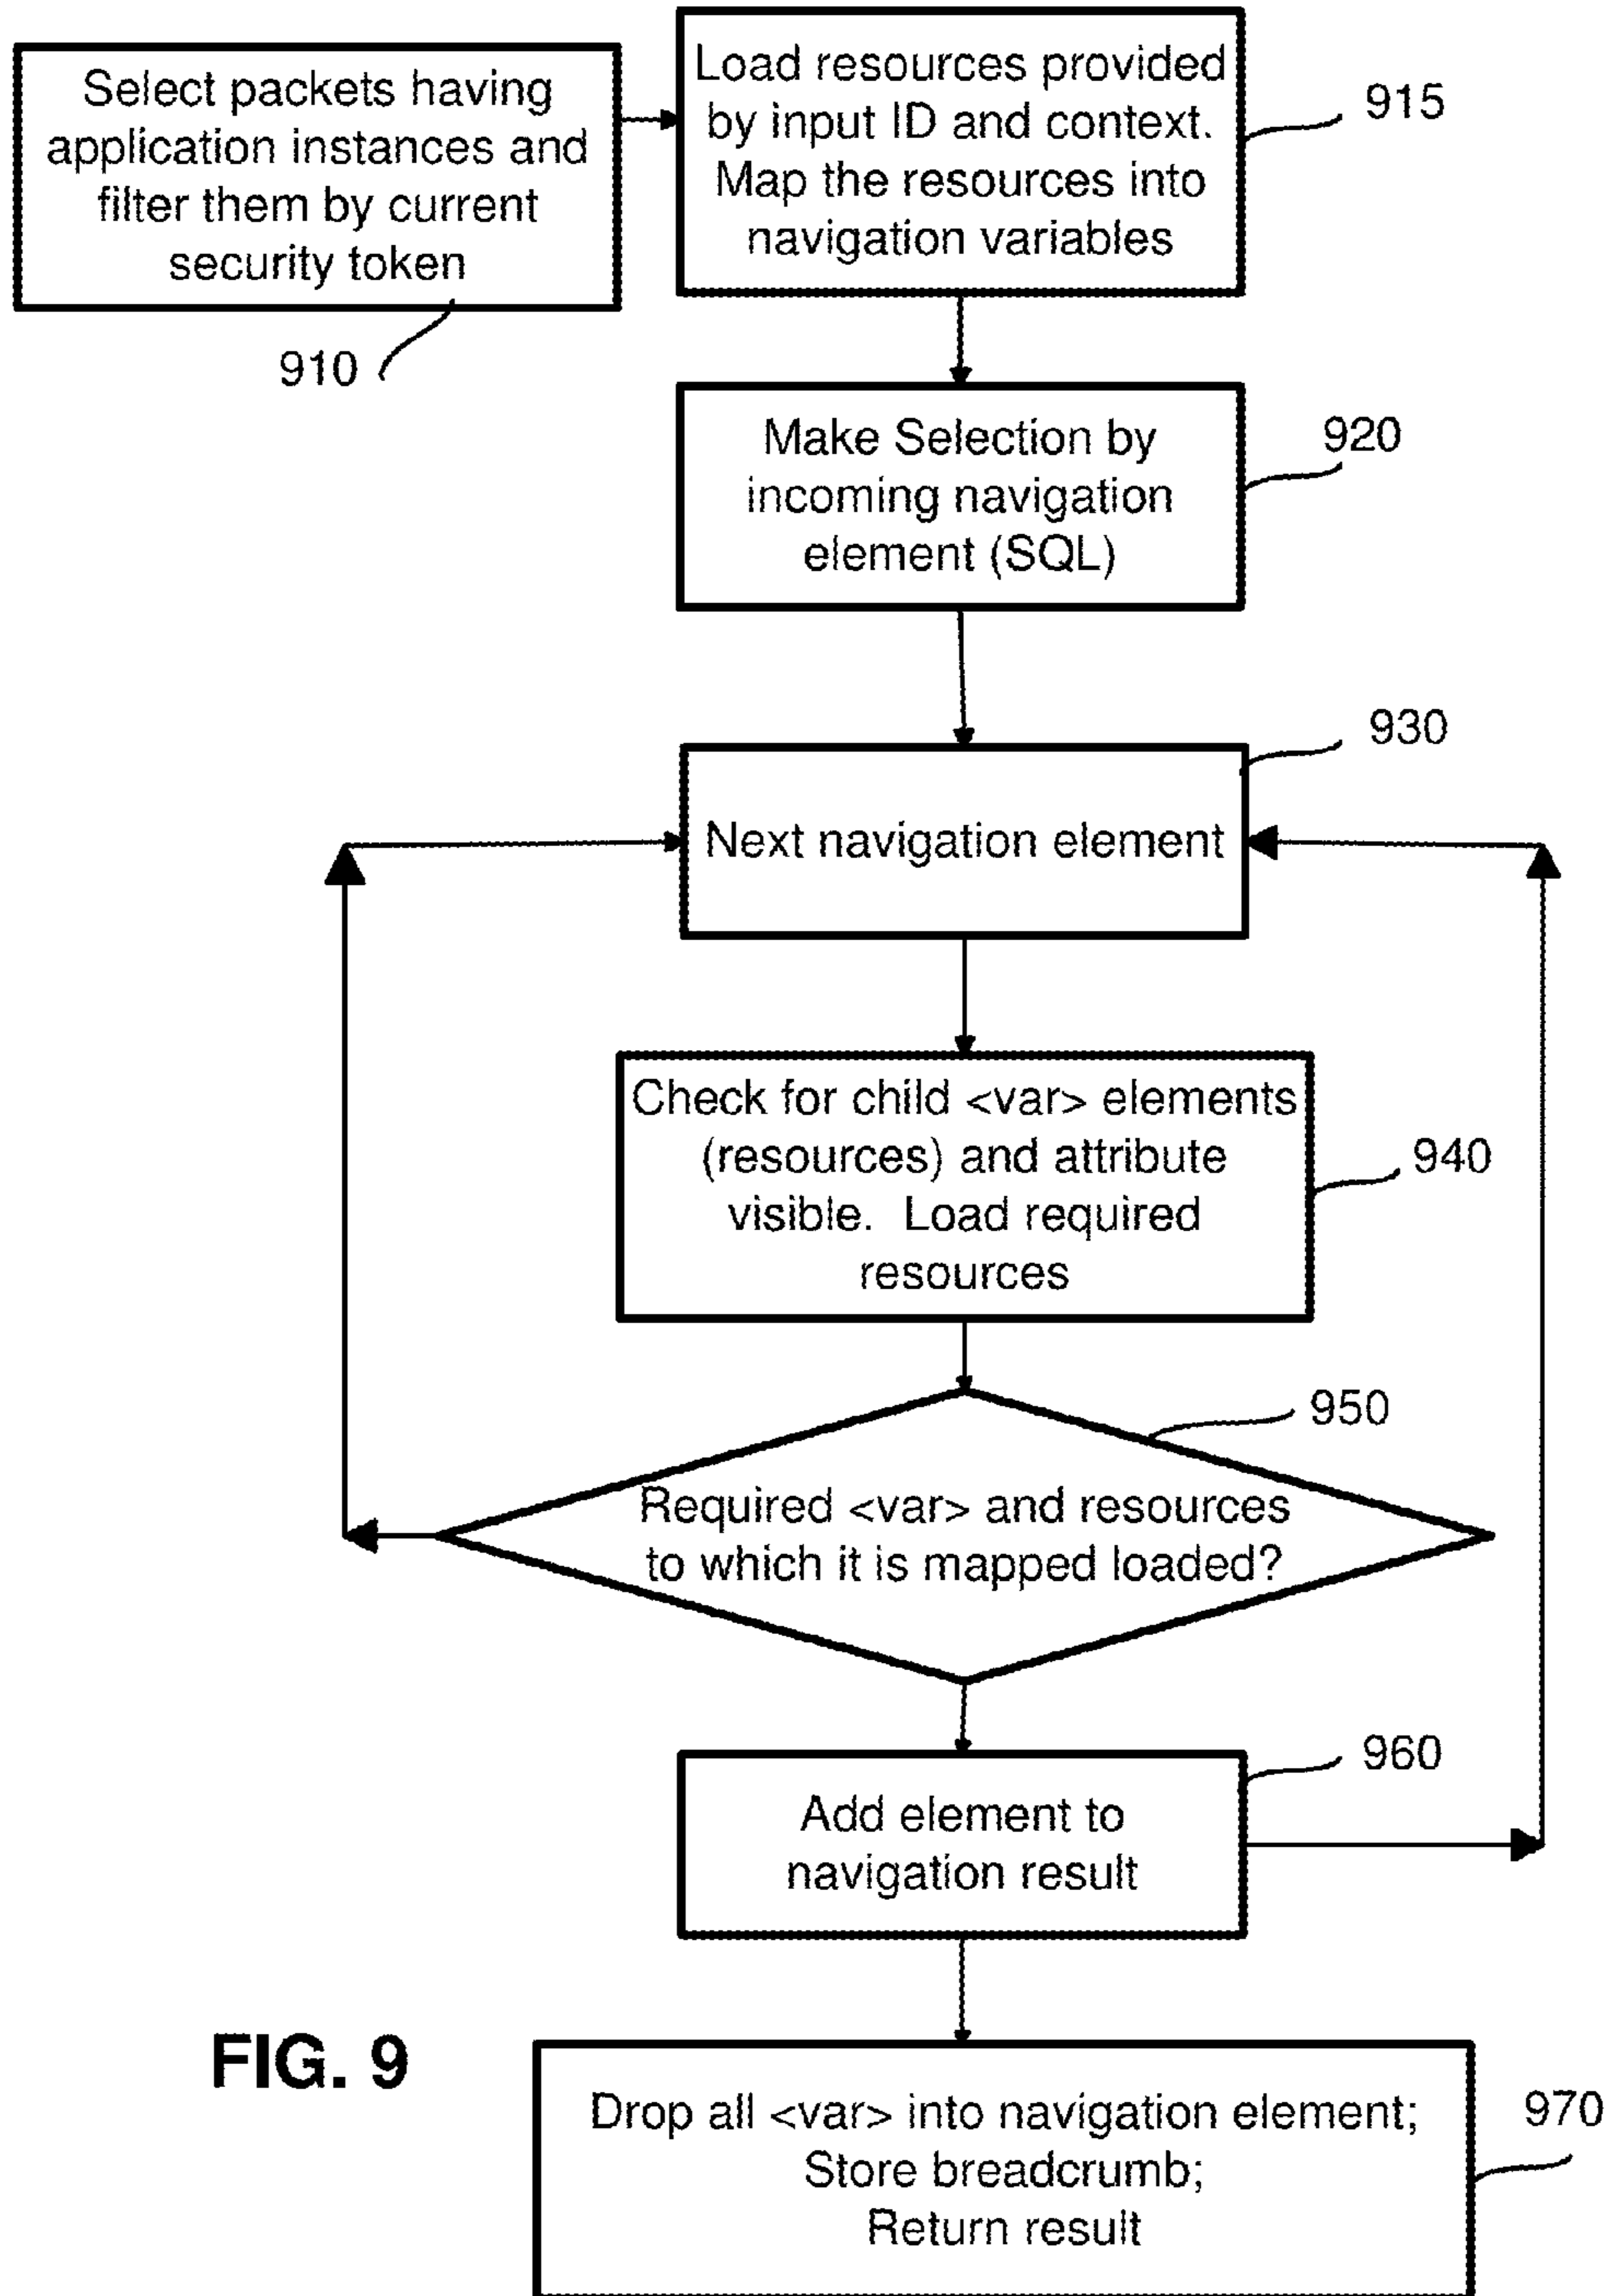 Select packets having
application instances and
filter them by current
security token
910
Load resources provided
by input ID and context.
Map the resources into
navigation variables
915
Make Selection by
incoming navigation
element (SQL)
920
Next navigation element
930
Check for child <var> elements
(resources) and attribute
visible. Load required
resources
940
Required <var> and resources
to which it is mapped loaded?
950
Add element to
navigation result
960
Drop all <var> into navigation element;
Store breadcrumb;
Return result
970
FIG. 9